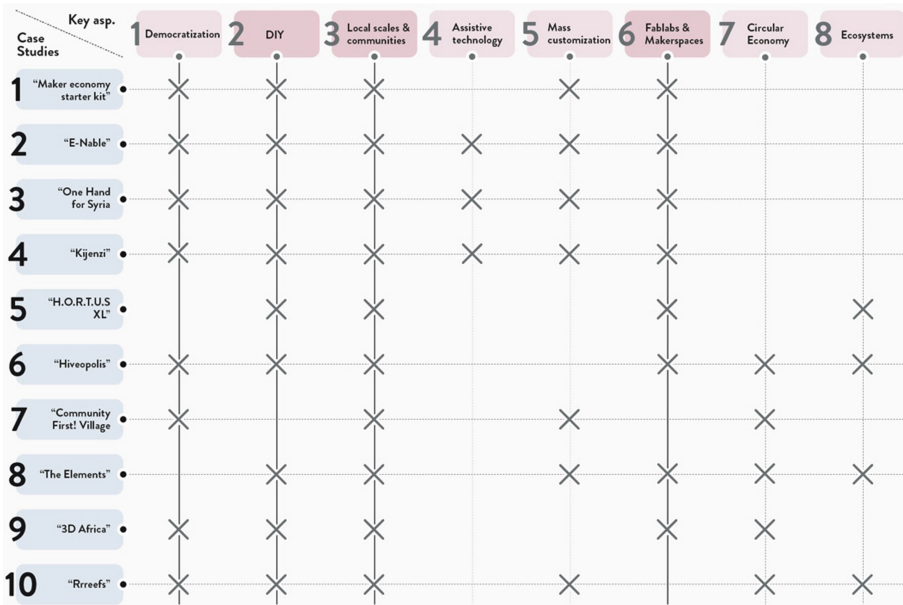 Key asp.
Case
Studies
1 Democratization
2 DIY
3 Local scales &
communities
4 Assistive
technology
5 Mass
customization
6 Fablabs &
Makerspaces
7 Circular
Economy
8 Ecosystems
1 “Maker economy
starter kit”
2 “E-Nable”
3 “One Hand
for Syria
4 “Kijenzi”
5 “H.O.R.T.U.S
XL”
6 “Hiveopolis”
7 “Community
First! Village
8 “The Elements”
9 “3D Africa”
10 “Rrreefs”